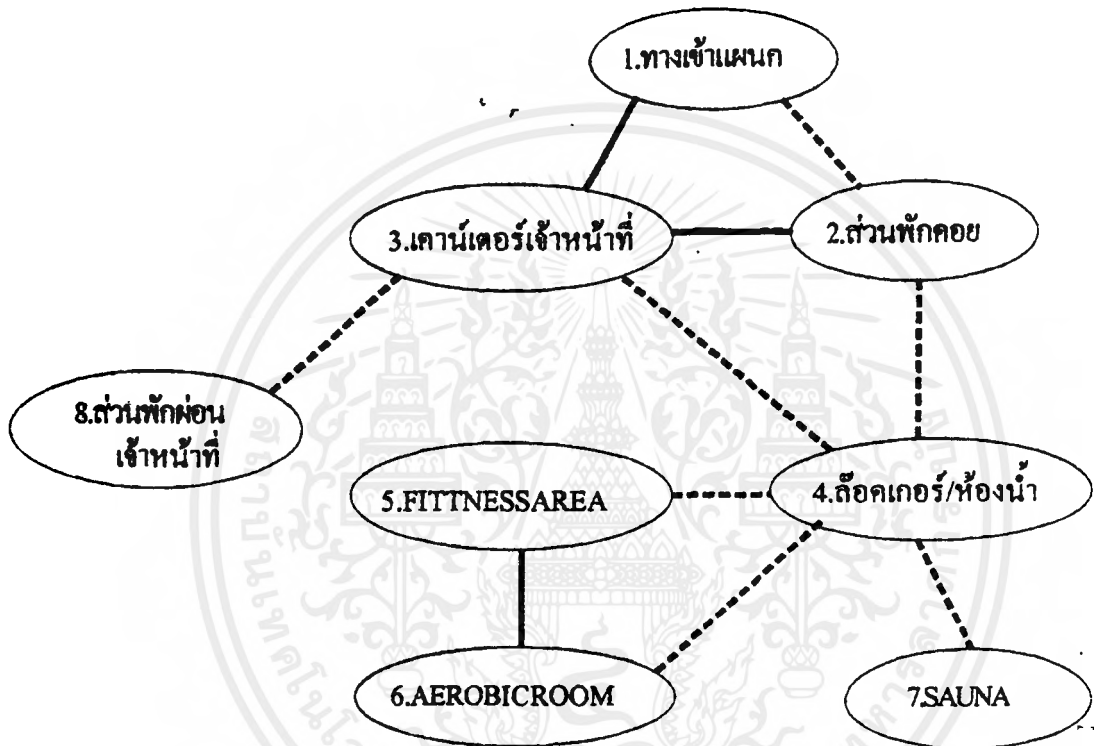 1.ทางเข้าแผนก
3.เคาน์เตอร์เจ้าหน้าที่
2.ส่วนพักคอย
8.ส่วนพักผ่อน
เจ้าหน้าที่
5.FITTNESSAREA
4.ล๊อคเกอร์/ห้องน้ำ
6.AEROBICROOM
7.SAUNA